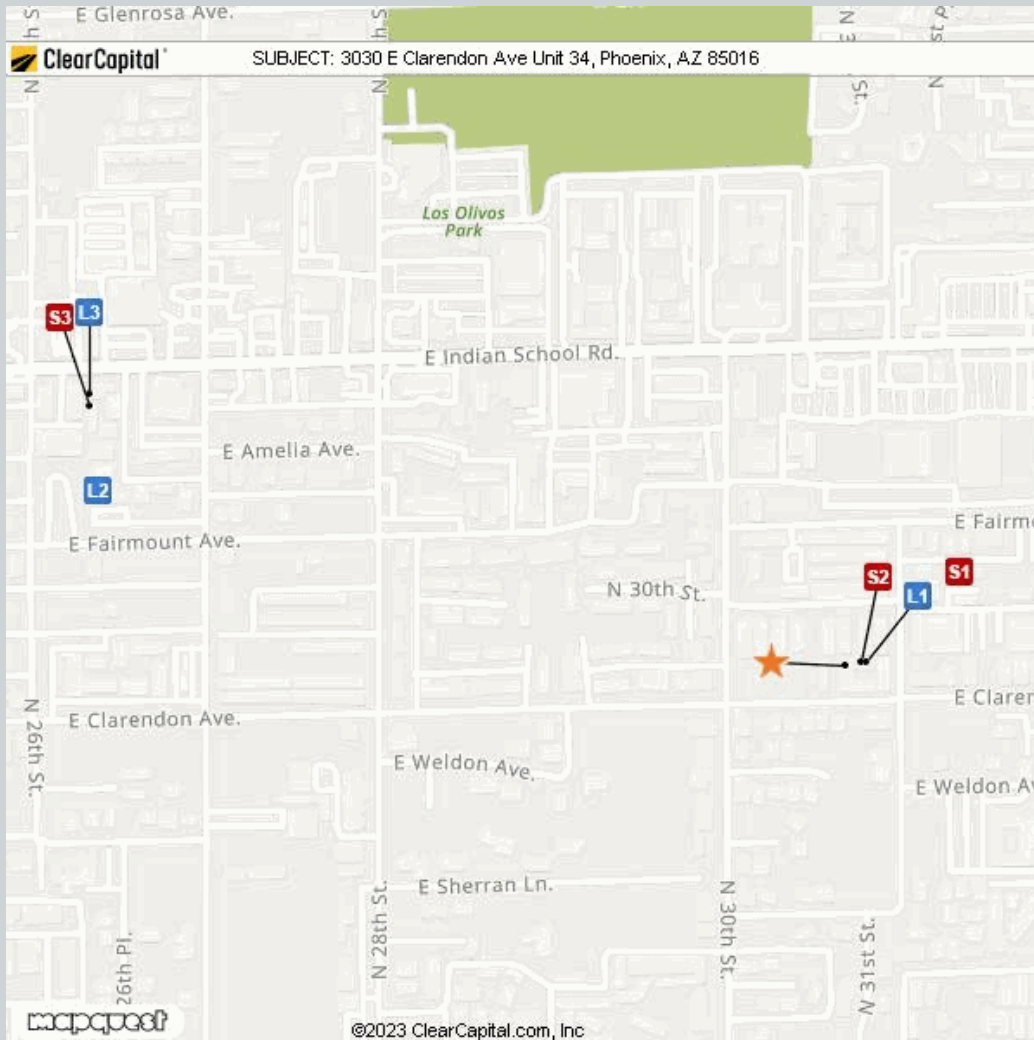 E Glenrosa Ave.
ClearCapital
SUBJECT: 3030 E Clarendon Ave Unit 34, Phoenix, AZ 85016
Los Olivos
Park
S3
L3
E Indian School Rd.
E Amelia Ave.
L2
E Fairmount Ave.
E Fairm
S2
S1
N 30th St.
L1
N 26th St.
E Clarendon Ave.
E Claren
E Weldon Ave.
E Weldon Av
E Sherran Ln.
N 28th St.
N 30th St.
N 31st St.
26th Pl.
mapquest
©2023 ClearCapital.com, Inc